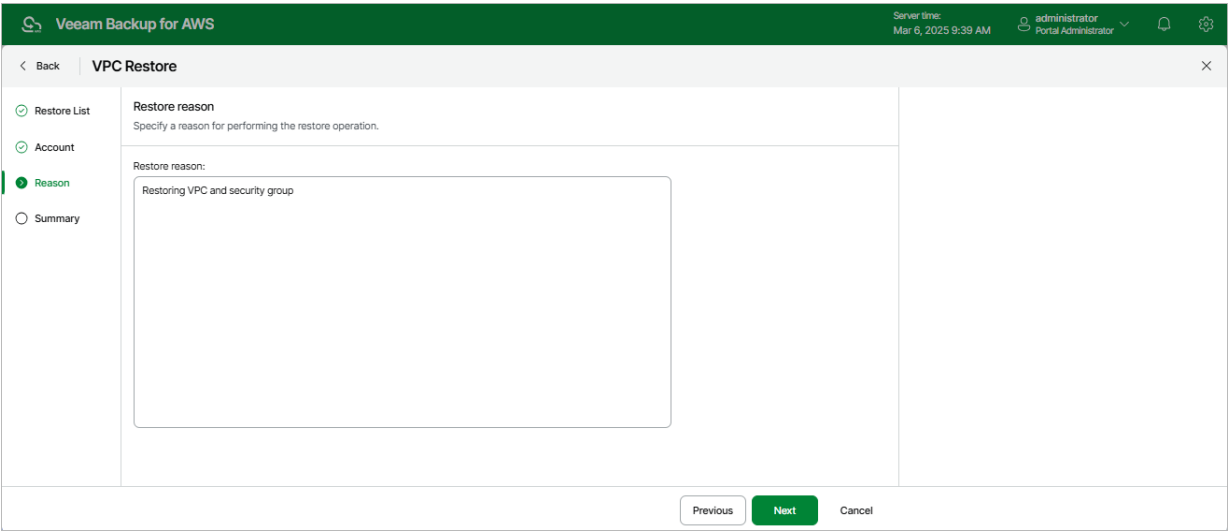 Veeam Backup for AWS
Server time:
Mar 6, 2025 9:39 AM
administrator
Portal Administrator
Back
VPC Restore
Restore List
Account
Reason
Summary
Restore reason
Specify a reason for performing the restore operation.
Restore reason:
Restoring VPC and security group
Previous
Next
Cancel